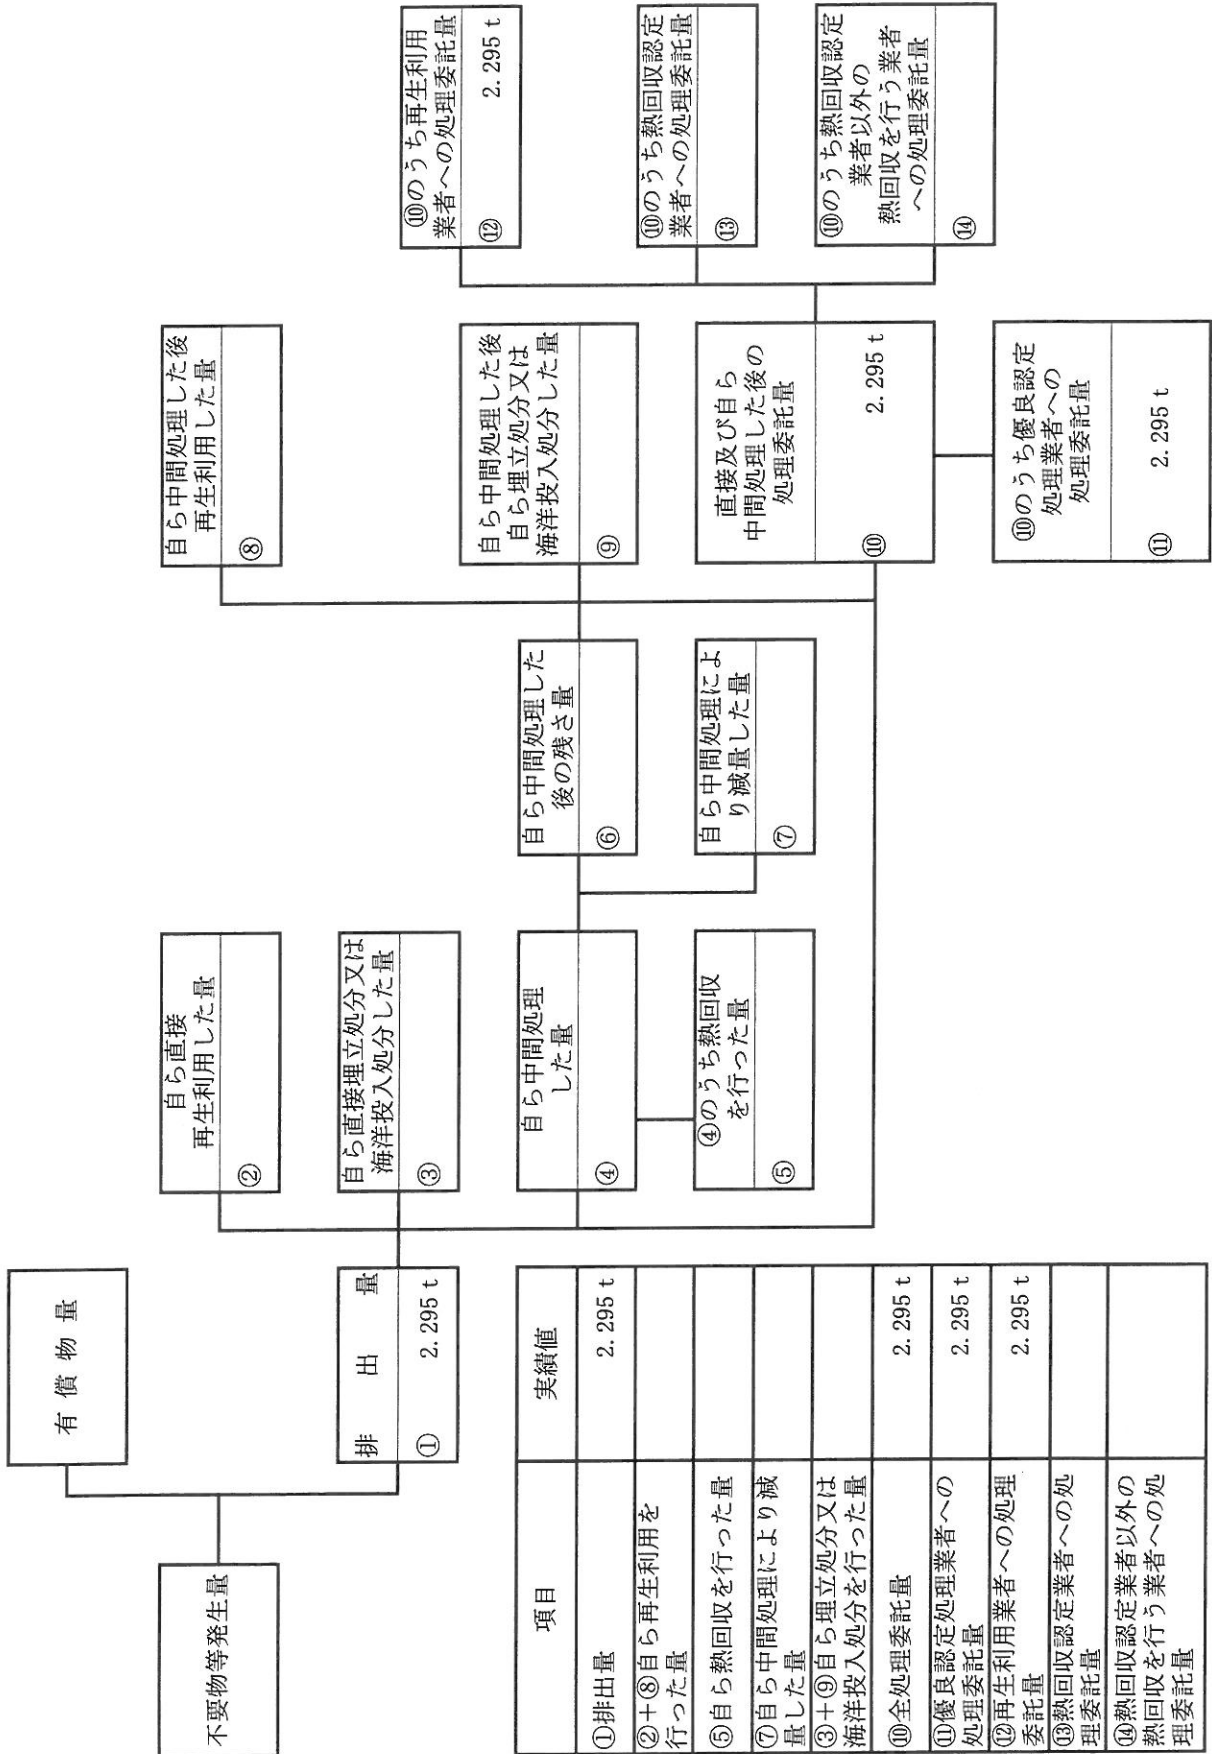 不要物等発生量
有償物量
排出量
① 2.295 t
自ら直接
再生利用した量
②
自ら直接埋立処分又は
海洋投入処分した量
③
自ら中間処理
した量
④
④のうち熱回収
を行った量
⑤
自ら中間処理した
後の残さ量
⑥
自ら中間処理によ
り減量した量
⑦
自ら中間処理した後
再生利用した量
⑧
自ら中間処理した後
自ら埋立処分又は
海洋投入処分した量
⑨
直接及び自ら
中間処理した後の
処理委託量
⑩ 2.295 t
⑩のうち優良認定
処理業者への
処理委託量
⑪ 2.295 t
⑩のうち再生利用
業者への処理委託量
⑫ 2.295 t
⑩のうち熱回収認定
業者への処理委託量
⑬
⑩のうち熱回収認定
業者以外の
熱回収を行う業者
への処理委託量
⑭
項目 実績値
①排出量 2.295 t
②+⑧自ら再生利用を
行った量
⑤自ら熱回収を行った量
⑦自ら中間処理により減
量した量
③+⑨自ら埋立処分又は
海洋投入処分を行った量
⑩全処理委託量 2.295 t
⑪優良認定処理業者への
処理委託量 2.295 t
⑫再生利用業者への処理
委託量 2.295 t
⑬熱回収認定業者への処
理委託量
⑭熱回収認定業者以外の
熱回収を行う業者への処
理委託量